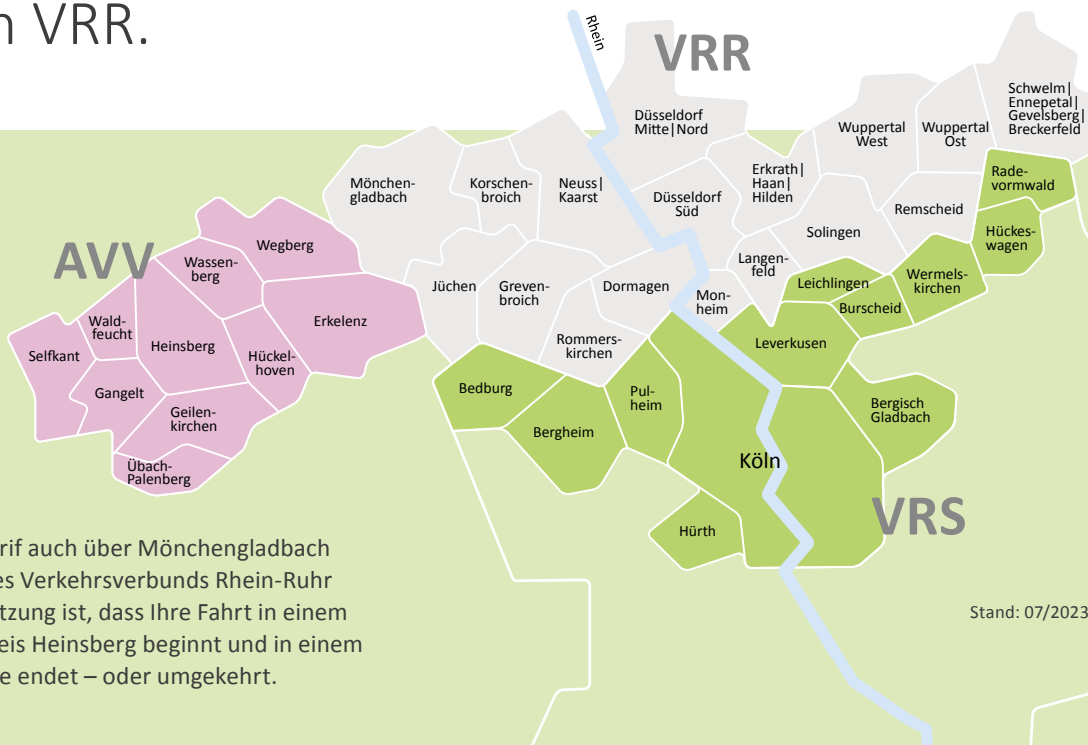 n VRR.
Rhein
VRR
Düsseldorf
Mitte|Nord
Wuppertal
West
Wuppertal
Ost
Schwelm|
Ennepetal|
Gevelsberg|
Breckerfeld
Mönchen-
gladbach
Korschen-
broich
Neuss|
Kaarst
Düsseldorf
Süd
Erkrath|
Haan|
Hilden
Rade-
vormwald
Remscheid
Solingen
Hückes-
wagen
AVV
Wegberg
Wassen-
berg
Jüchen
Greven-
broich
Dormagen
Langen-
feld
Mon-
heim
Leichlingen
Wermels-
kirchen
Burscheid
Wald-
feucht
Heinsberg
Erkelenz
Selfkant
Hückel-
hoven
Rommers-
kirchen
Leverkusen
Gangelt
Geilen-
kirchen
Bedburg
Bergheim
Pul-
heim
Bergisch
Gladbach
Übach-
Palenberg
Köln
VRS
Hürth
rif auch über Mönchengladbach
es Verkehrsverbunds Rhein-Ruhr
tzung ist, dass Ihre Fahrt in einem
eis Heinsberg beginnt und in einem
e endet – oder umgekehrt.
Stand: 07/2023